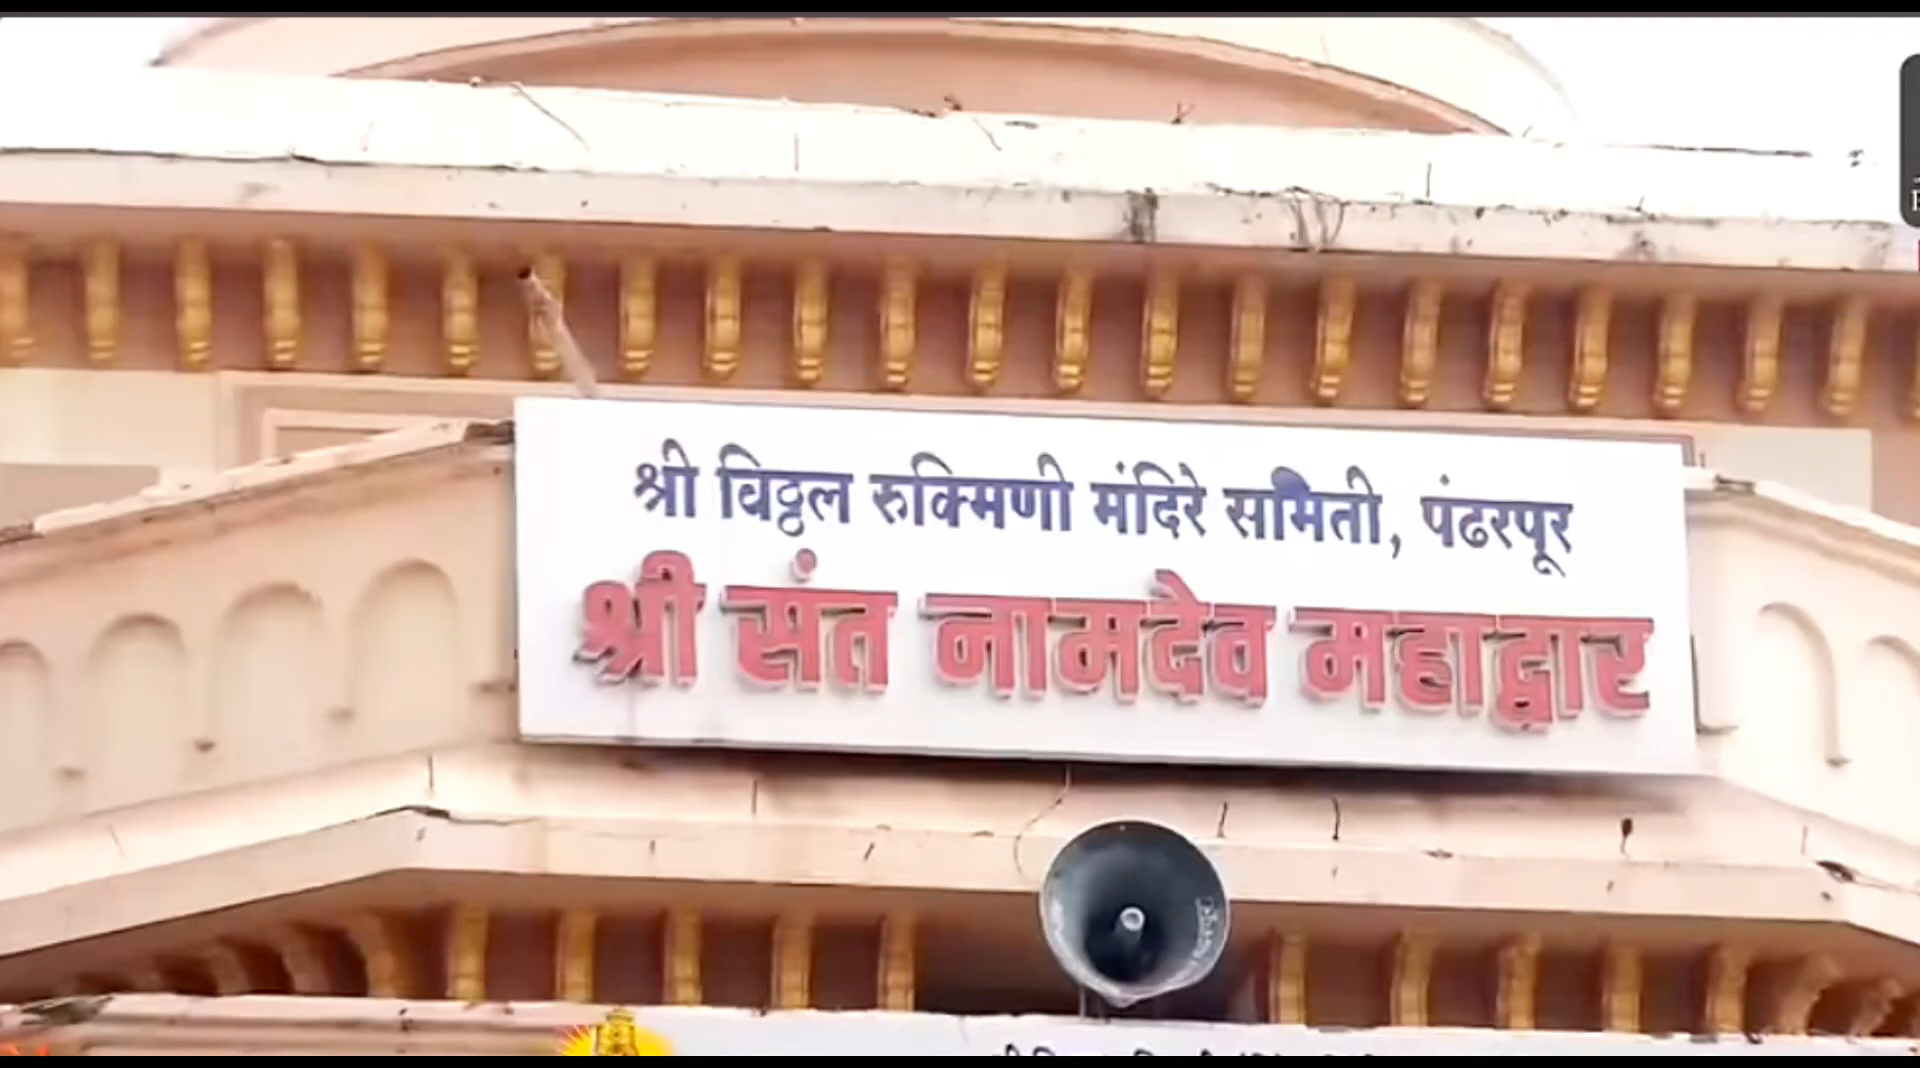 श्री विठ्ठल रुक्मिणी मंदिरे समिती, पंढरपूर
श्री संत नामदेव महाद्वार